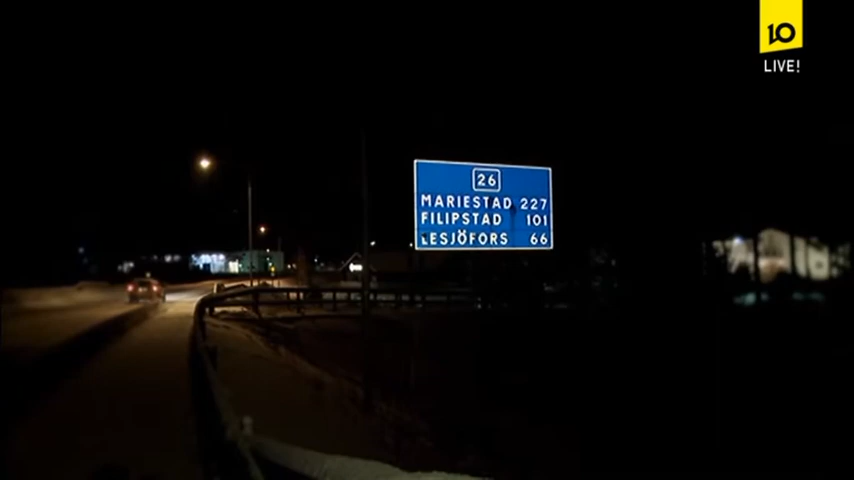 10
LIVE!
26
MARIESTAD 227
FILIPSTAD 101
LESJÖFORS 66